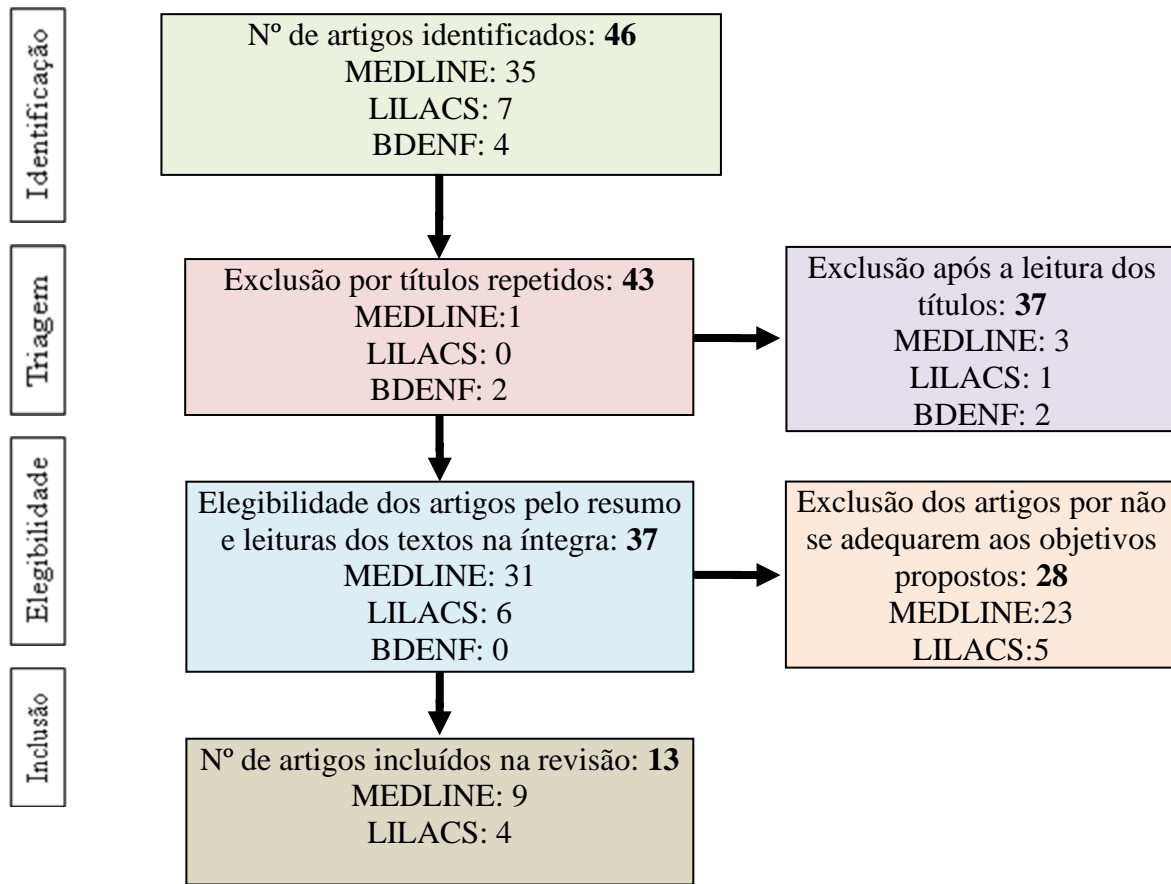 Identificação
Nº de artigos identificados: 46
MEDLINE: 35
LILACS: 7
BDENF: 4
Triagem
Exclusão por títulos repetidos: 43
MEDLINE:1
LILACS: 0
BDENF: 2
Exclusão após a leitura dos
títulos: 37
MEDLINE: 3
LILACS: 1
BDENF: 2
Elegibilidade
Elegibilidade dos artigos pelo resumo
e leituras dos textos na íntegra: 37
MEDLINE: 31
LILACS: 6
BDENF: 0
Exclusão dos artigos por não
se adequarem aos objetivos
propostos: 28
MEDLINE:23
LILACS:5
Inclusão
Nº de artigos incluídos na revisão: 13
MEDLINE: 9
LILACS: 4